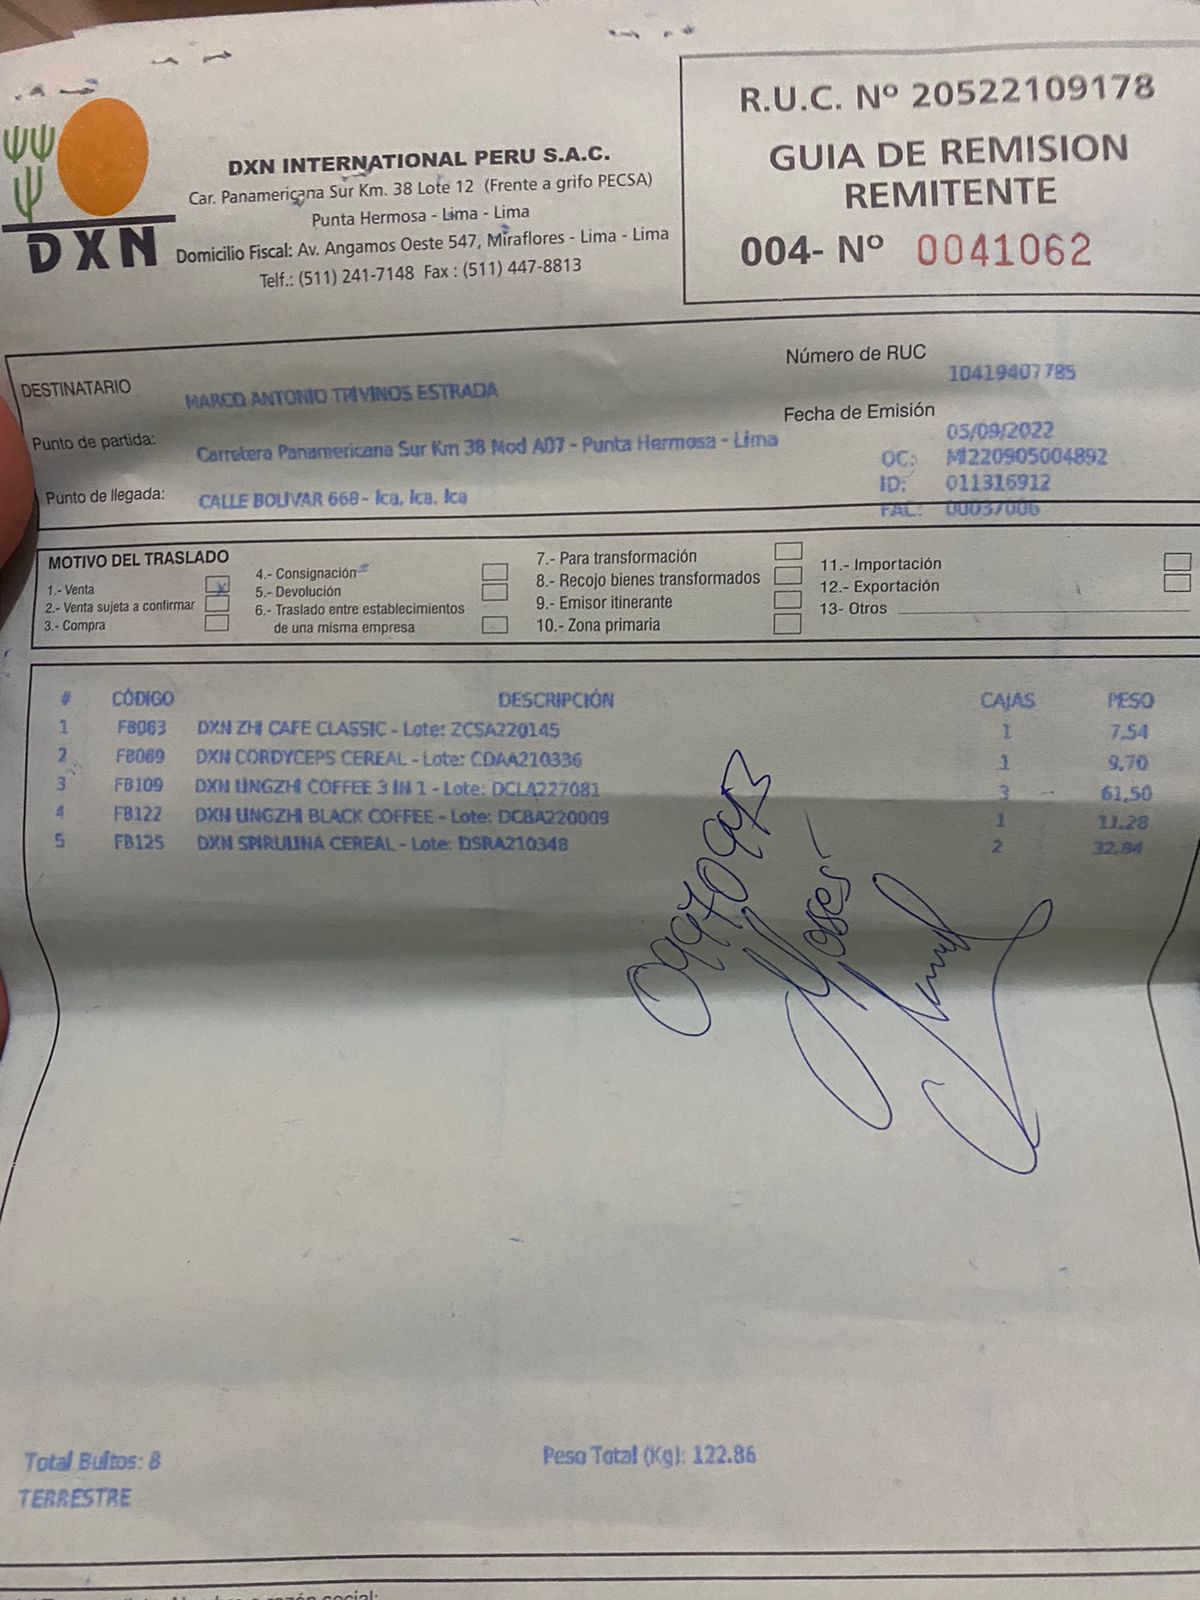 DXN
DXN INTERNATIONAL PERU S.A.C.
Car. Panamericana Sur Km. 38 Lote 12 (Frente a grifo PECSA)
Punta Hermosa - Lima - Lima
Domicilio Fiscal: Av. Angamos Oeste 547, Miraflores - Lima - Lima
Telf.: (511) 241-7148 Fax : (511) 447-8813
R.U.C. Nº 20522109178
GUIA DE REMISION
REMITENTE
004- Nº 0041062
DESTINATARIO MARCO ANTONIO TRIVINOS ESTRADA
Número de RUC 10419407785
Punto de partida: Carretera Panamericana Sur Km 38 Mod A07 - Punta Hermosa - Lima
Fecha de Emisión 05/09/2022
Punto de llegada: CALLE BOLIVAR 668- Ica, Ica, Ica
OC: MI220905004892
ID: 011316912
FAC: 00037006
MOTIVO DEL TRASLADO
1.- Venta X
2.- Venta sujeta a confirmar
3.- Compra
4.- Consignación
5.- Devolución
6.- Traslado entre establecimientos
de una misma empresa
7.- Para transformación
8.- Recojo bienes transformados
9.- Emisor itinerante
10.- Zona primaria
11.- Importación
12.- Exportación
13- Otros
# CÓDIGO DESCRIPCIÓN CAJAS PESO
1 FB063 DXN ZHI CAFE CLASSIC - Lote: ZCSA220145 1 7,54
2 FB069 DXN CORDYCEPS CEREAL - Lote: CDAA210336 1 9,70
3 FB109 DXN LINGZHI COFFEE 3 IN 1 - Lote: DCLA227081 3 61,50
4 FB122 DXN LINGZHI BLACK COFFEE - Lote: DCBA220009 1 11.28
5 FB125 DXN SPIRULINA CEREAL - Lote: DSRA210348 2 32.84
Total Bultos: 8 Peso Total (Kg): 122.86
TERRESTRE